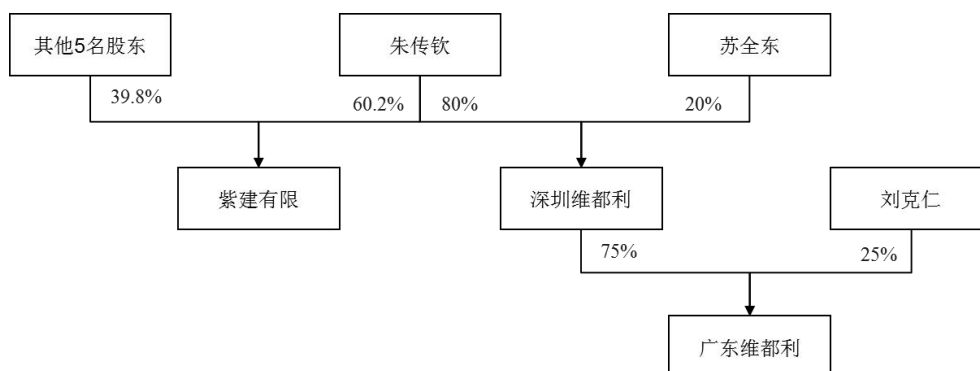 其他5名股东
朱传钦
苏全东
39.8%
60.2%
80%
20%
紫建有限
深圳维都利
刘克仁
75%
25%
广东维都利